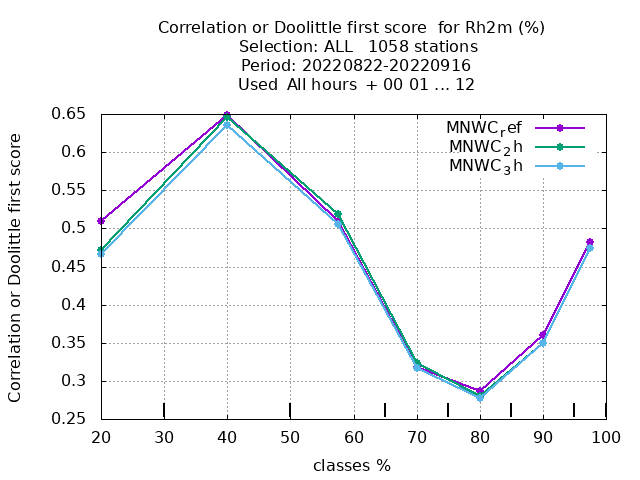 Correlation or Doolittle first score  for Rh2m (%)
Selection: ALL   1058 stations
Period: 20220822-20220916
Used  All hours  + 00 01 ... 12
Correlation or Doolittle first score
0.65
0.6
0.55
0.5
0.45
0.4
0.35
0.3
0.25
MNWC_ref
MNWC_2h
MNWC_3h
20 30 40 50 60 70 80 90 100
classes %